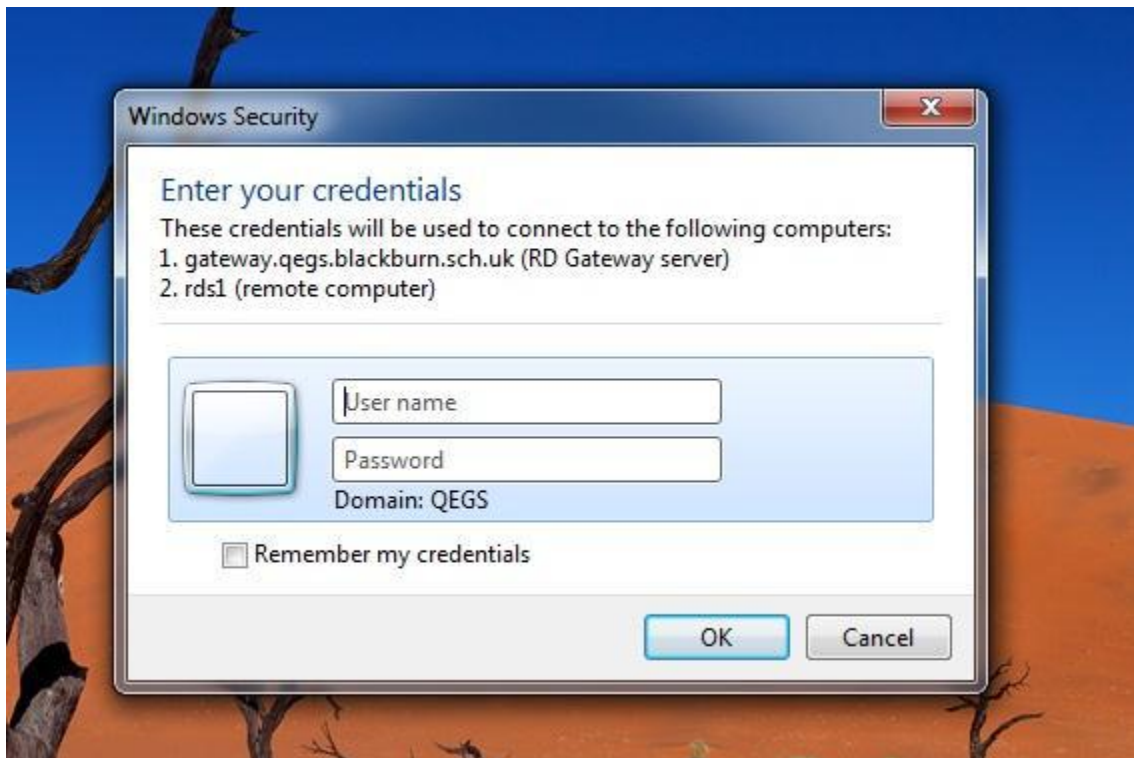 Windows Security
Enter your credentials
These credentials will be used to connect to the following computers:
1. gateway.qegs.blackburn.sch.uk (RD Gateway server)
2. rds1 (remote computer)
User name
Password
Domain: QEGS
Remember my credentials
OK Cancel